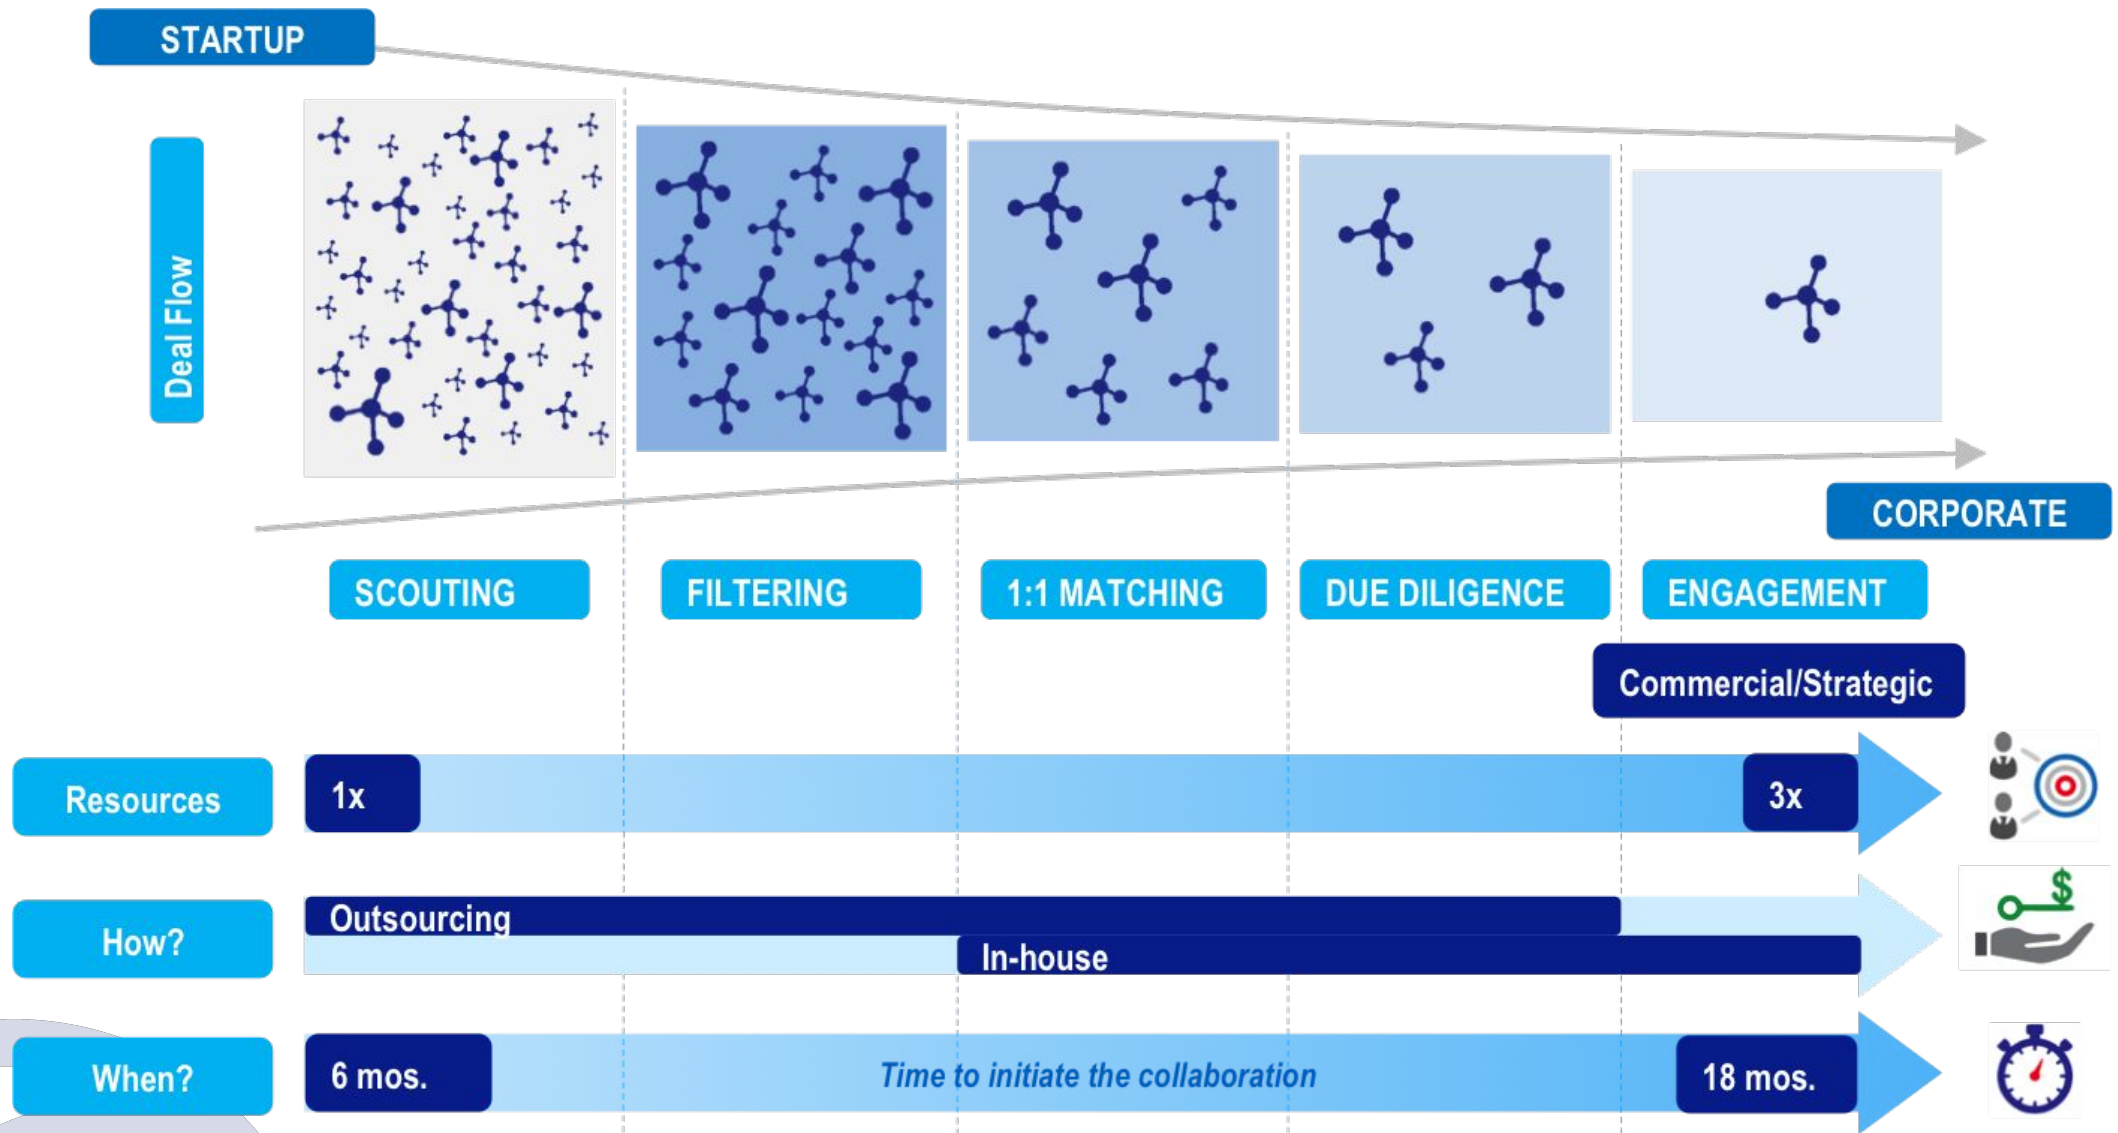 STARTUP
Deal Flow
CORPORATE
SCOUTING
FILTERING
1:1 MATCHING
DUE DILIGENCE
ENGAGEMENT
Commercial/Strategic
Resources
1x
3x
How?
Outsourcing
In-house
$
When?
6 mos.
Time to initiate the collaboration
18 mos.